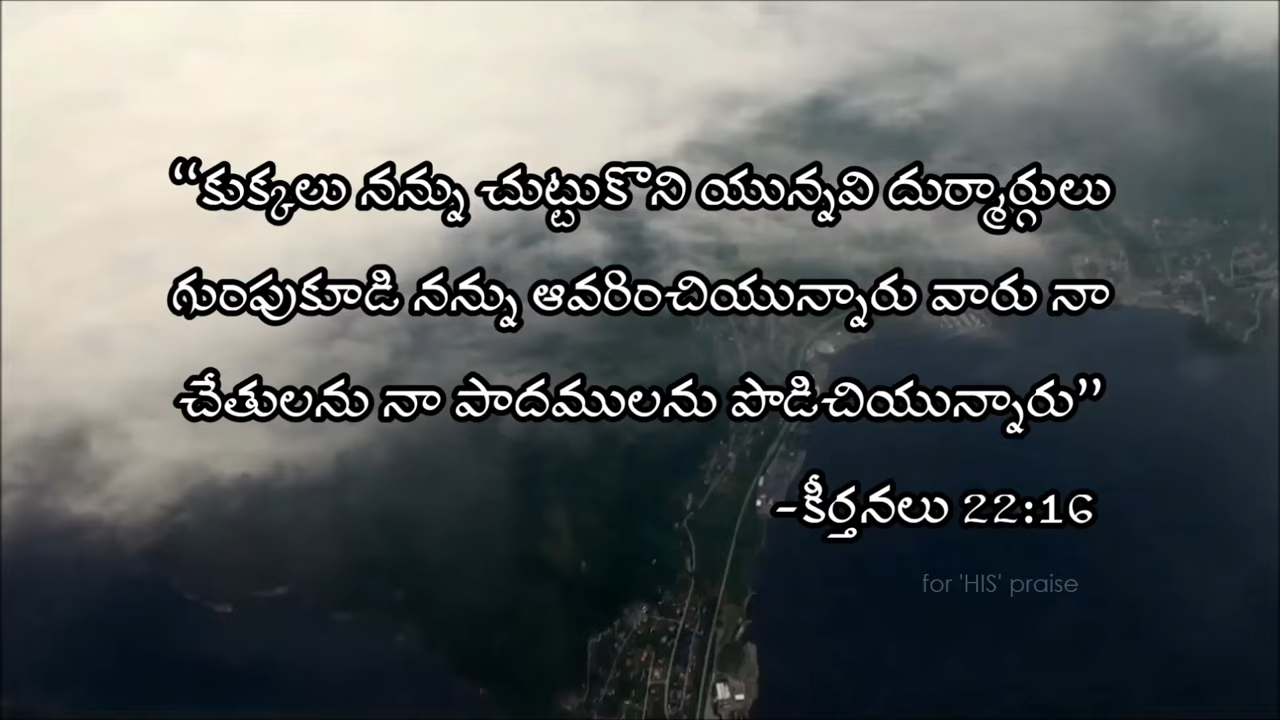 “కుక్కలు నన్ను చుట్టుకొని యున్నవి దుర్మార్గులు
గుంపుకూడి నన్ను ఆవరించియున్నారు వారు నా
చేతులను నా పాదములను పొడిచియున్నారు”
-కీర్తనలు 22:16
for 'HIS' praise